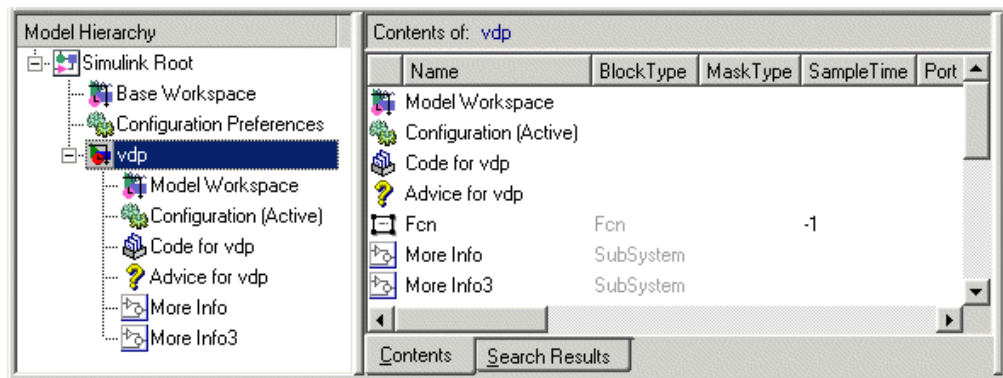 Model Hierarchy
Simulink Root
Base Workspace
Configuration Preferences
vdp
Model Workspace
Configuration (Active)
Code for vdp
Advice for vdp
More Info
More Info3
Contents of: vdp
Name BlockType MaskType SampleTime Port
Model Workspace
Configuration (Active)
Code for vdp
Advice for vdp
Fcn Fcn -1
More Info SubSystem
More Info3 SubSystem
Contents Search Results